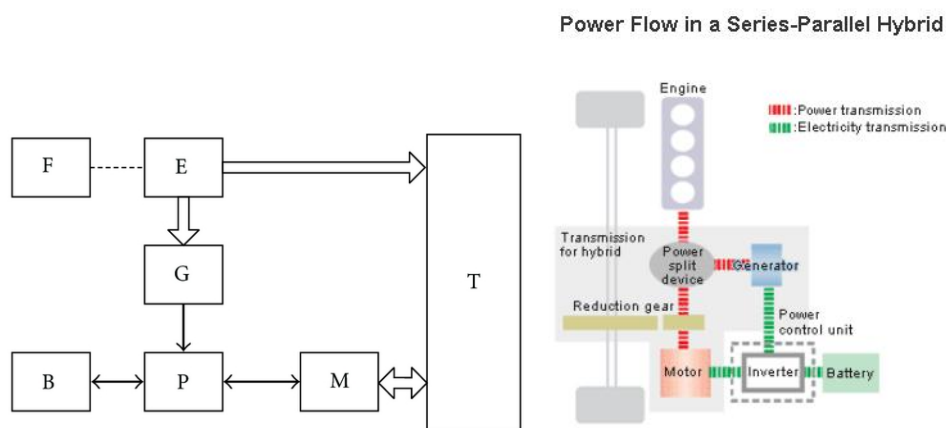 Power Flow in a Series-Parallel Hybrid
F
E
G
T
B
P
M
Engine
:Power transmission
:Electricity transmission
Transmission
for hybrid
Power
split
device
Generator
Reduction gear
Power
control unit
Motor
Inverter
Battery